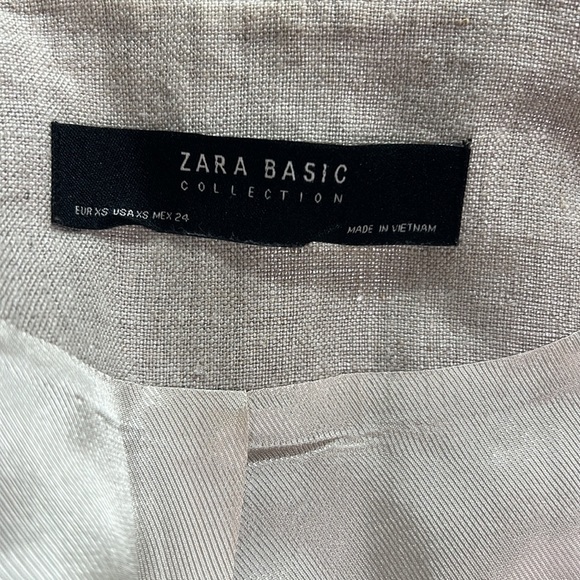 ZARA BASIC
COLLECTION
EUR XS USA XS MEX 24
MADE IN VIETNAM